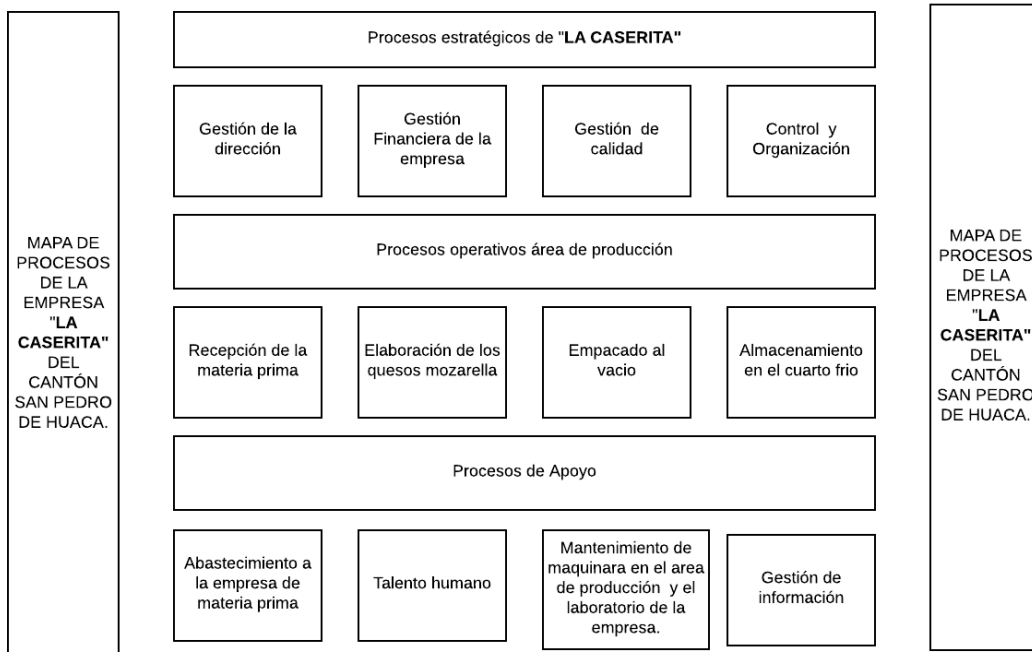 MAPA DE
PROCESOS
DE LA
EMPRESA
"LA
CASERITA"
DEL
CANTÓN
SAN PEDRO
DE HUACA.
Procesos estratégicos de "LA CASERITA"
Gestión de la
dirección
Gestión
Financiera de la
empresa
Gestión de
calidad
Control y
Organización
Procesos operativos área de producción
Recepción de la
materia prima
Elaboración de los
quesos mozarella
Empacado al
vacio
Almacenamiento
en el cuarto frio
Procesos de Apoyo
Abastecimiento a
la empresa de
materia prima
Talento humano
Mantenimiento de
maquinara en el area
de producción y el
laboratorio de la
empresa.
Gestión de
información
MAPA DE
PROCESOS
DE LA
EMPRESA
"LA
CASERITA"
DEL
CANTÓN
SAN PEDRO
DE HUACA.